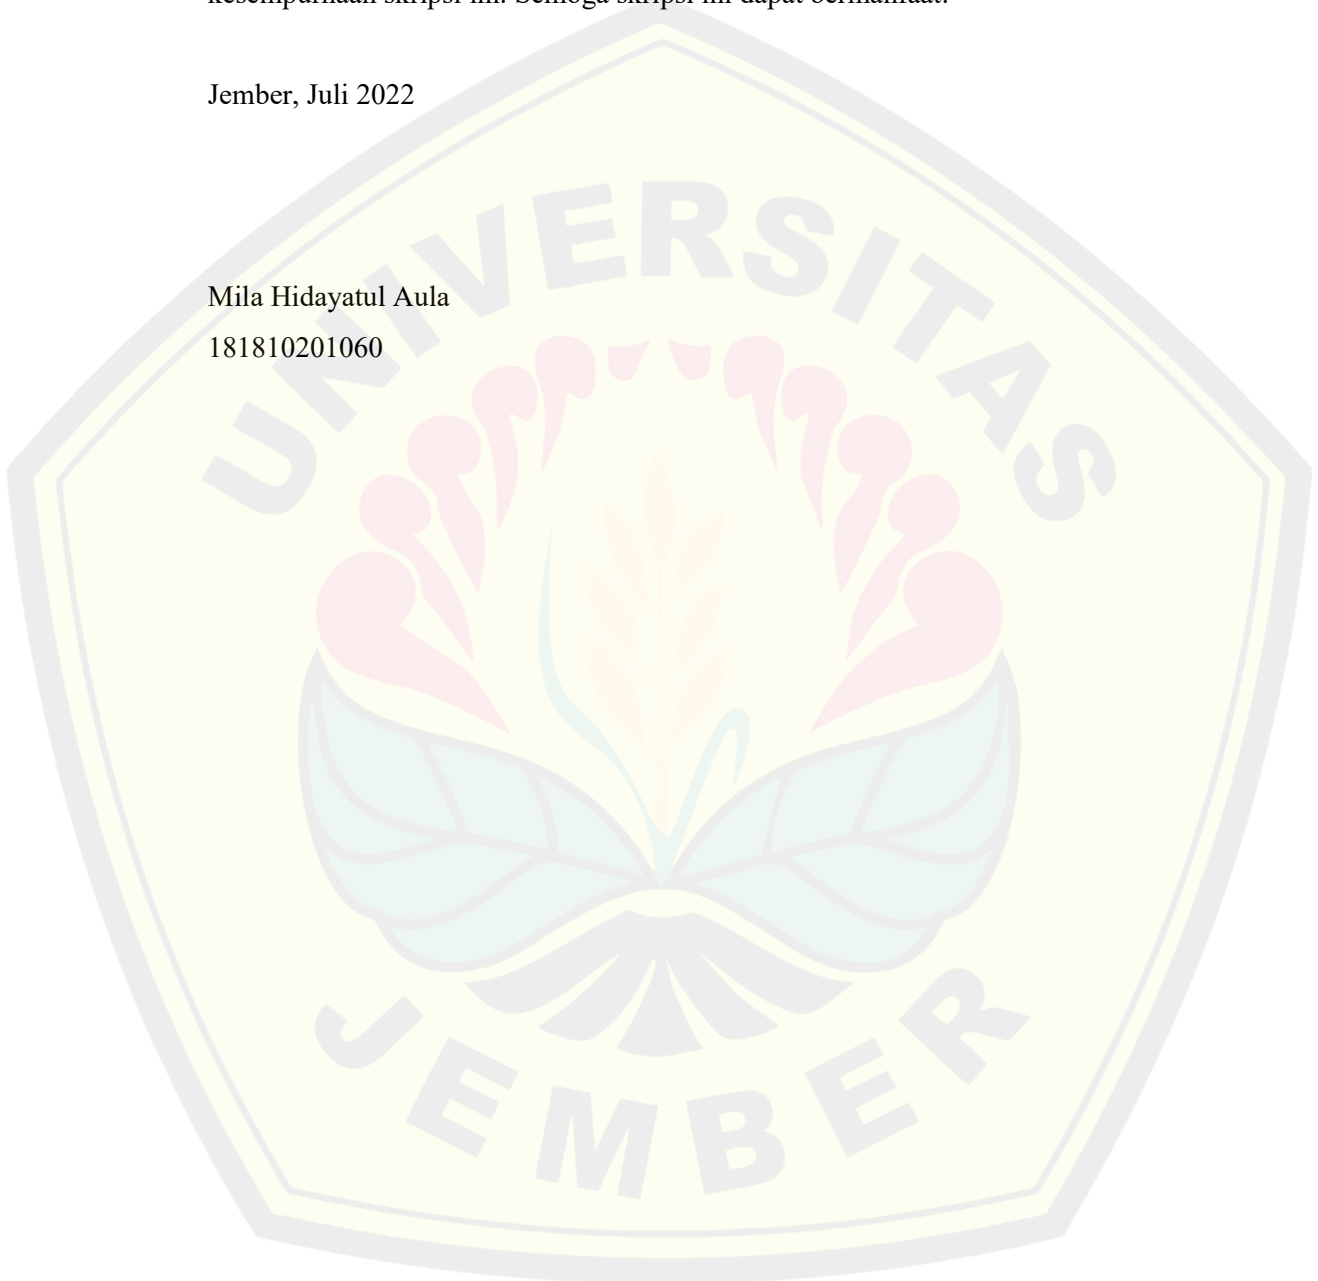 kesempurnaan skripsi ini. Semoga skripsi ini dapat bermanfaat.
Jember, Juli 2022
Mila Hidayatul Aula
181810201060
UNIVERSITAS
JEMBER